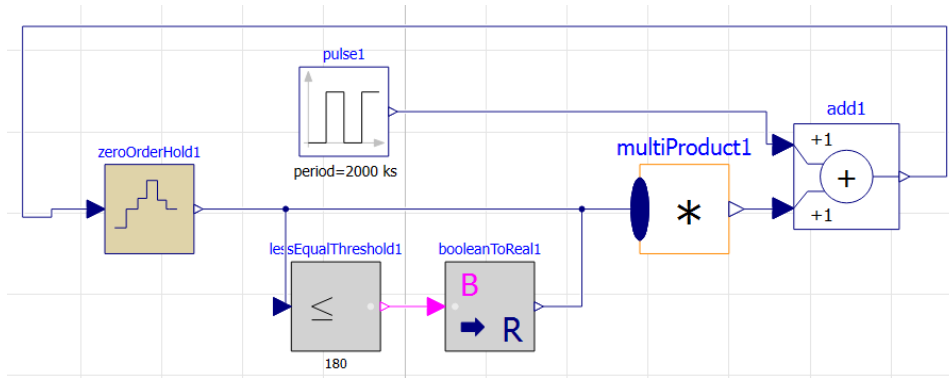 pulse1
add1
+1
multiProduct1
zeroOrderHold1
period=2000 ks
+
*
+1
lessEqualThreshold1
booleanToReal1
B
≤
R
180